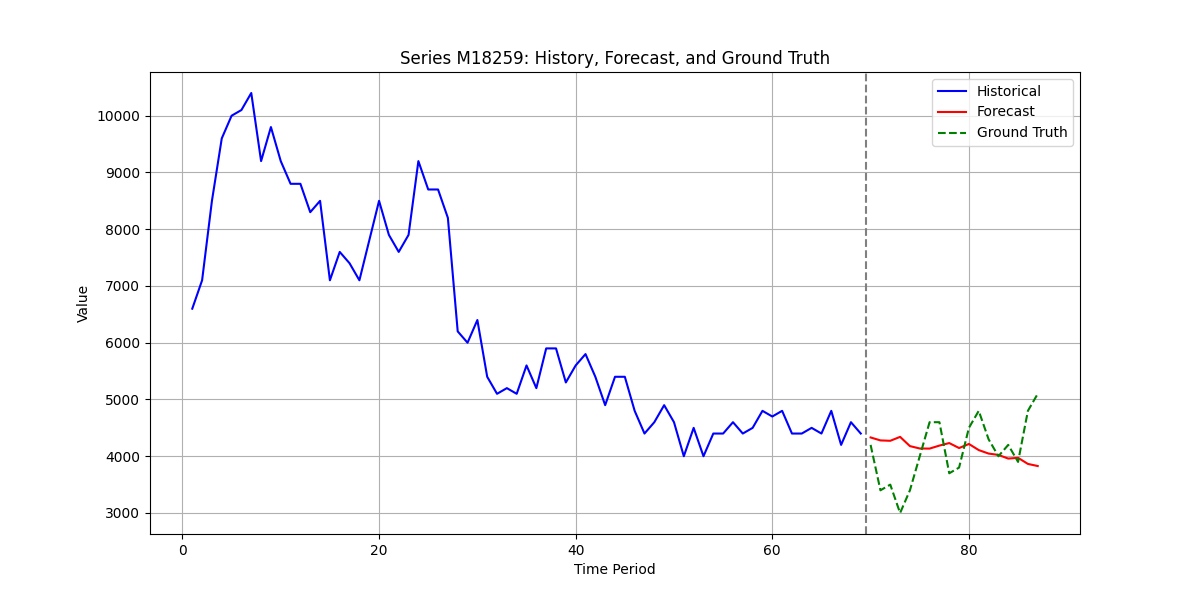 Series M18259: History, Forecast, and Ground Truth
Historical
Forecast
Ground Truth
Value
10000
9000
8000
7000
6000
5000
4000
3000
0 20 40 60 80
Time Period